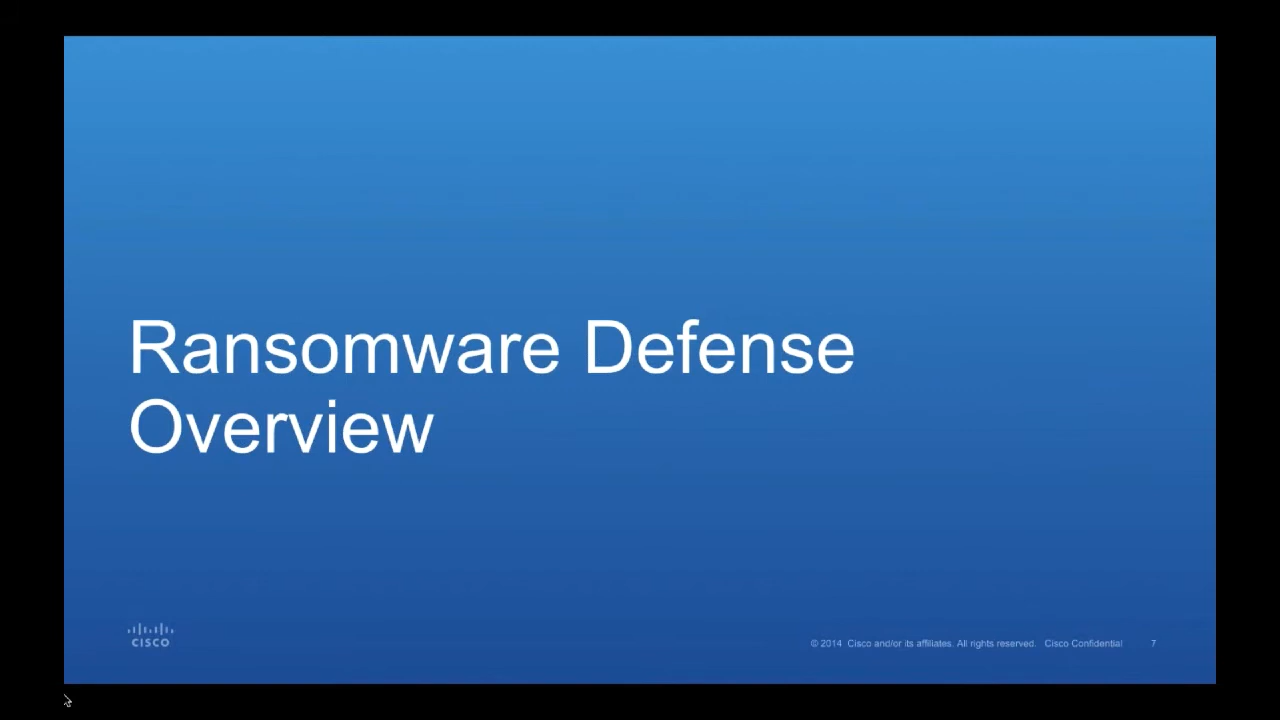 Ransomware Defense
Overview
CISCO
© 2014 Cisco and/or its affiliates. All rights reserved. Cisco Confidential 7